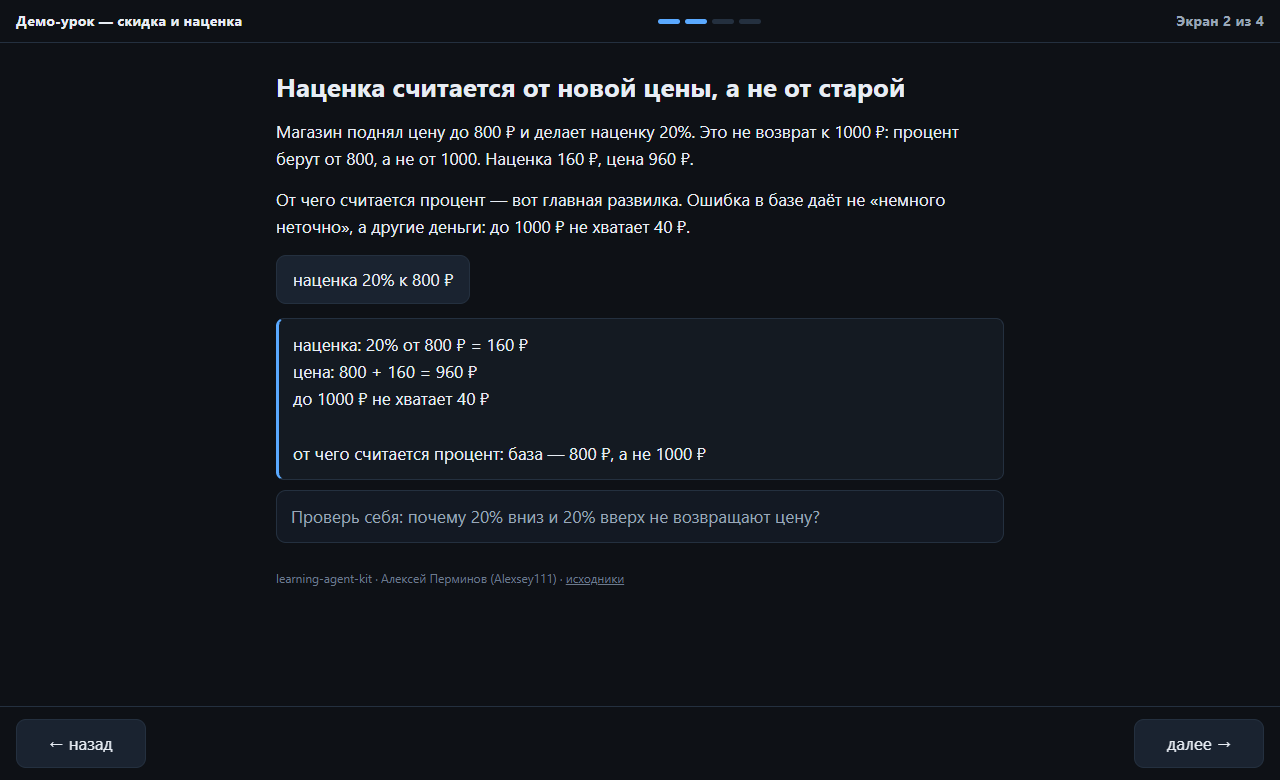 Демо-урок — скидка и наценка
Экран 2 из 4
Наценка считается от новой цены, а не от старой
Магазин поднял цену до 800 ₽ и делает наценку 20%. Это не возврат к 1000 ₽: процент
берут от 800, а не от 1000. Наценка 160 ₽, цена 960 ₽.
От чего считается процент — вот главная развилка. Ошибка в базе даёт не «немного
неточно», а другие деньги: до 1000 ₽ не хватает 40 ₽.
наценка 20% к 800 ₽
наценка: 20% от 800 ₽ = 160 ₽
цена: 800 + 160 = 960 ₽
до 1000 ₽ не хватает 40 ₽
от чего считается процент: база — 800 ₽, а не 1000 ₽
Проверь себя: почему 20% вниз и 20% вверх не возвращают цену?
learning-agent-kit · Алексей Перминов (Alexsey111) · исходники
← назад
далее →